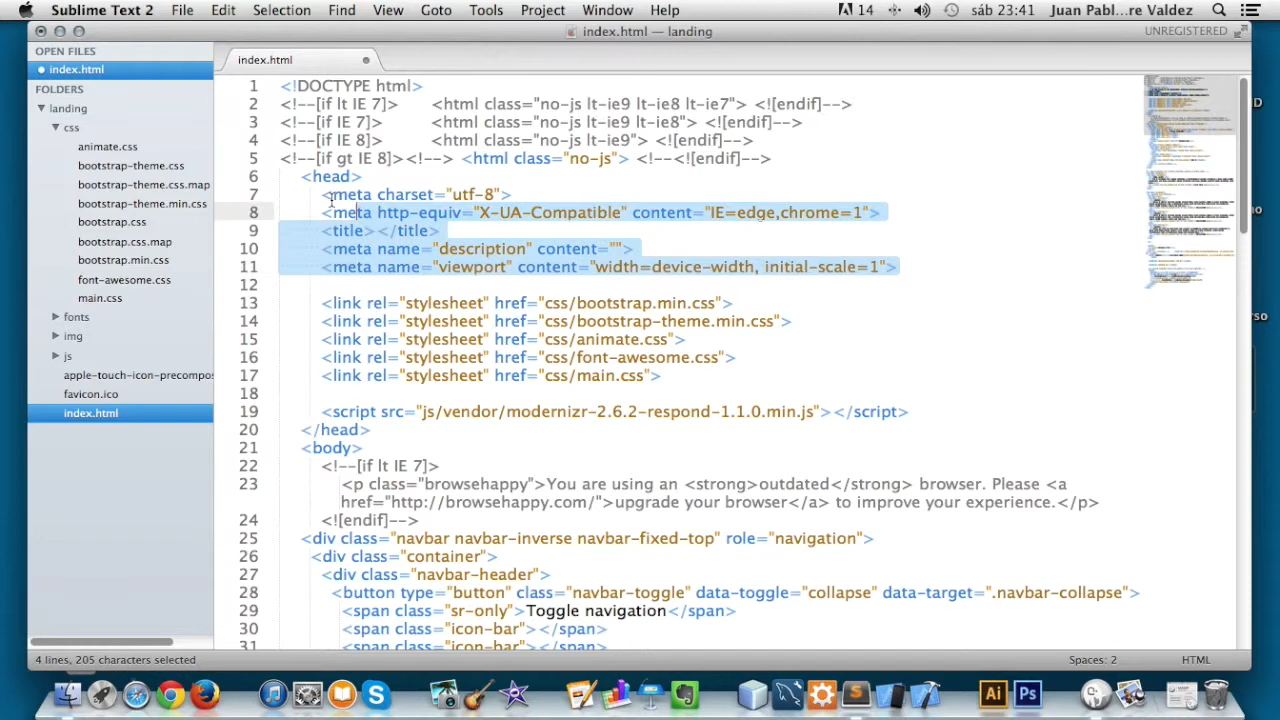 Sublime Text 2 File Edit Selection Find View Goto Tools Project Window Help 14 sáb 23:41 Juan Pabl...re Valdez
index.html — landing UNREGISTERED
OPEN FILES
index.html
FOLDERS
landing
css
animate.css
bootstrap-theme.css
bootstrap-theme.css.map
bootstrap-theme.min.css
bootstrap.css
bootstrap.css.map
bootstrap.min.css
font-awesome.css
main.css
fonts
img
js
apple-touch-icon-precompos
favicon.ico
index.html
index.html
1 <!DOCTYPE html>
2 <!--[if lt IE 7]> <html class="no-js lt-ie9 lt-ie8 lt-ie7"> <![endif]-->
3 <!--[if IE 7]> <html class="no-js lt-ie9 lt-ie8"> <![endif]-->
4 <!--[if IE 8]> <html class="no-js lt-ie9"> <![endif]-->
5 <!--[if gt IE 8]><!--> <html class="no-js"> <!--<![endif]-->
6 <head>
7 <meta charset="utf-8">
8 <meta http-equiv="X-UA-Compatible" content="IE=edge,chrome=1">
9 <title></title>
10 <meta name="description" content="">
11 <meta name="viewport" content="width=device-width, initial-scale=1">
12
13 <link rel="stylesheet" href="css/bootstrap.min.css">
14 <link rel="stylesheet" href="css/bootstrap-theme.min.css">
15 <link rel="stylesheet" href="css/animate.css">
16 <link rel="stylesheet" href="css/font-awesome.css">
17 <link rel="stylesheet" href="css/main.css">
18
19 <script src="js/vendor/modernizr-2.6.2-respond-1.1.0.min.js"></script>
20 </head>
21 <body>
22 <!--[if lt IE 7]>
23 <p class="browsehappy">You are using an <strong>outdated</strong> browser. Please <a
href="http://browsehappy.com/">upgrade your browser</a> to improve your experience.</p>
24 <![endif]-->
25 <div class="navbar navbar-inverse navbar-fixed-top" role="navigation">
26 <div class="container">
27 <div class="navbar-header">
28 <button type="button" class="navbar-toggle" data-toggle="collapse" data-target=".navbar-collapse">
29 <span class="sr-only">Toggle navigation</span>
30 <span class="icon-bar"></span>
31 <span class="icon-bar"></span>
4 lines, 205 characters selected Spaces: 2 HTML
Ai Ps